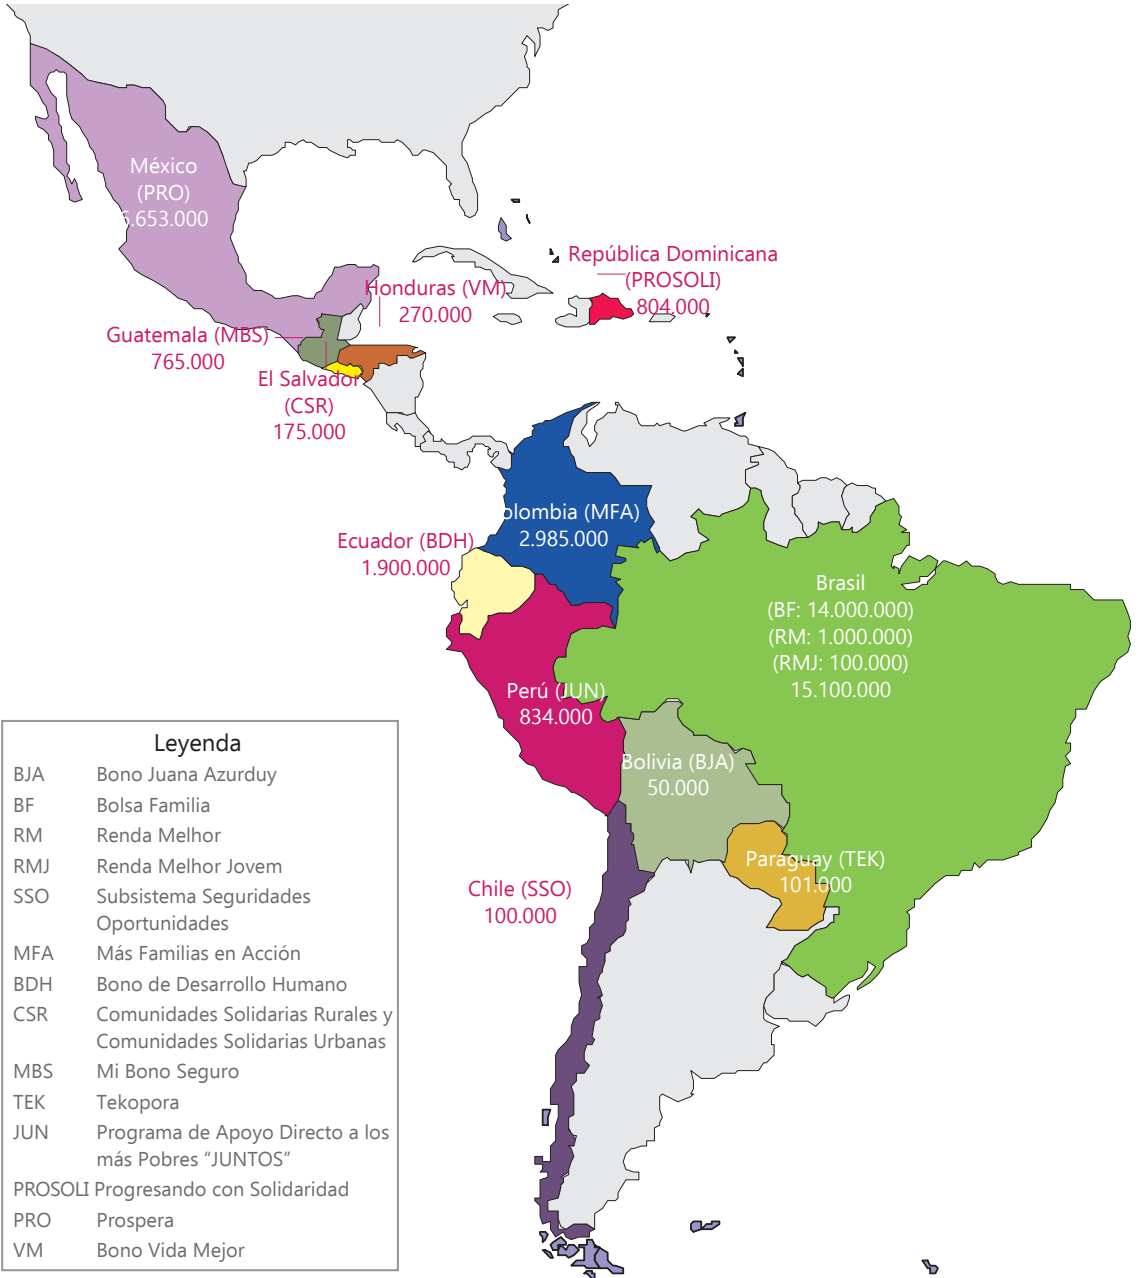 México
(PRO)
6.653.000
República Dominicana
(PROSOLI)
804.000
Honduras (VM)
270.000
Guatemala (MBS)
765.000
El Salvador
(CSR)
175.000
Colombia (MFA)
2.985.000
Ecuador (BDH)
1.900.000
Brasil
(BF: 14.000.000)
(RM: 1.000.000)
(RMJ: 100.000)
15.100.000
Perú (JUN)
834.000
Bolivia (BJA)
50.000
Paraguay (TEK)
101.000
Chile (SSO)
100.000
Leyenda
BJA Bono Juana Azurduy
BF Bolsa Familia
RM Renda Melhor
RMJ Renda Melhor Jovem
SSO Subsistema Seguridades
Oportunidades
MFA Más Familias en Acción
BDH Bono de Desarrollo Humano
CSR Comunidades Solidarias Rurales y
Comunidades Solidarias Urbanas
MBS Mi Bono Seguro
TEK Tekopora
JUN Programa de Apoyo Directo a los
más Pobres “JUNTOS”
PROSOLI Progresando con Solidaridad
PRO Prospera
VM Bono Vida Mejor